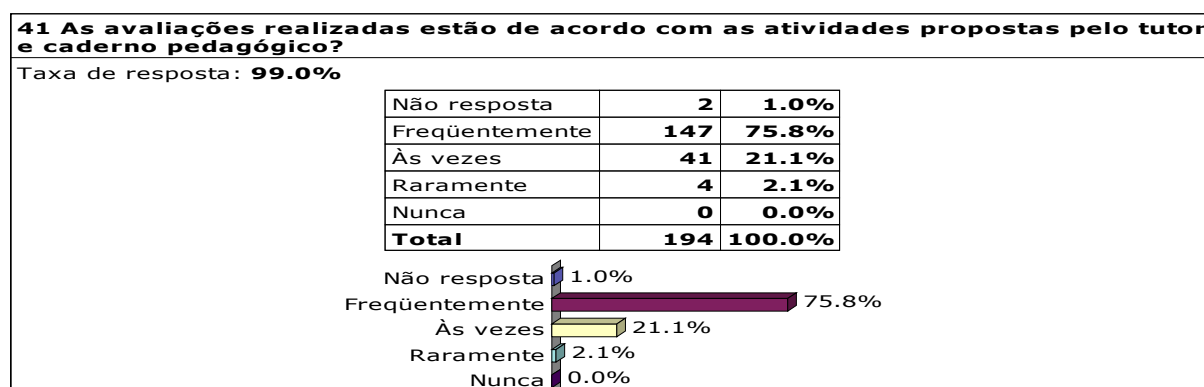 41 As avaliações realizadas estão de acordo com as atividades propostas pelo tutor
e caderno pedagógico?
Taxa de resposta: 99.0%
Não resposta 2 1.0%
Freqüentemente 147 75.8%
Às vezes 41 21.1%
Raramente 4 2.1%
Nunca 0 0.0%
Total 194 100.0%
Não resposta 1.0%
Freqüentemente 75.8%
Às vezes 21.1%
Raramente 2.1%
Nunca 0.0%